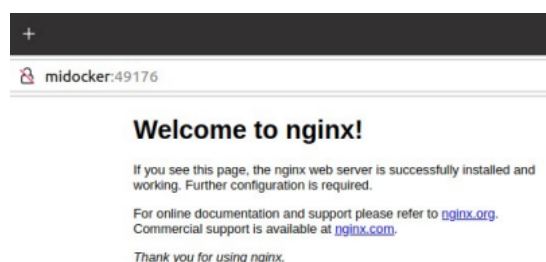 +
midocker:49176
Welcome to nginx!
If you see this page, the nginx web server is successfully installed and
working. Further configuration is required.
For online documentation and support please refer to nginx.org.
Commercial support is available at nginx.com.
Thank you for using nginx.